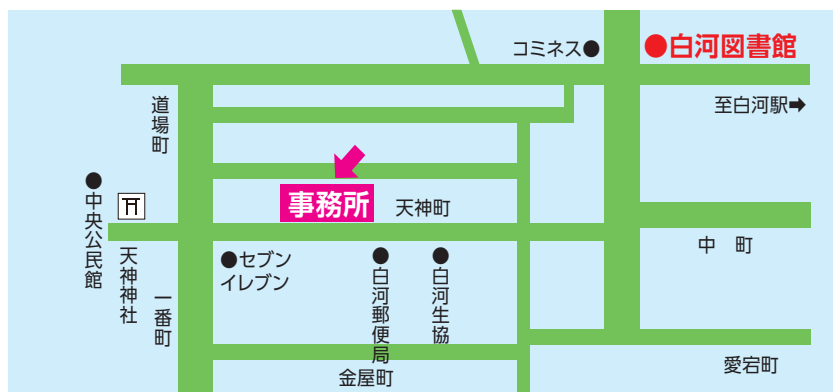 コミネス●
●白河図書館
至白河駅➡
道場町
事務所
天神町
●中央公民館
天神神社
一番町
●セブン
イレブン
●白河郵便局
●白河生協
中　町
金屋町
愛宕町